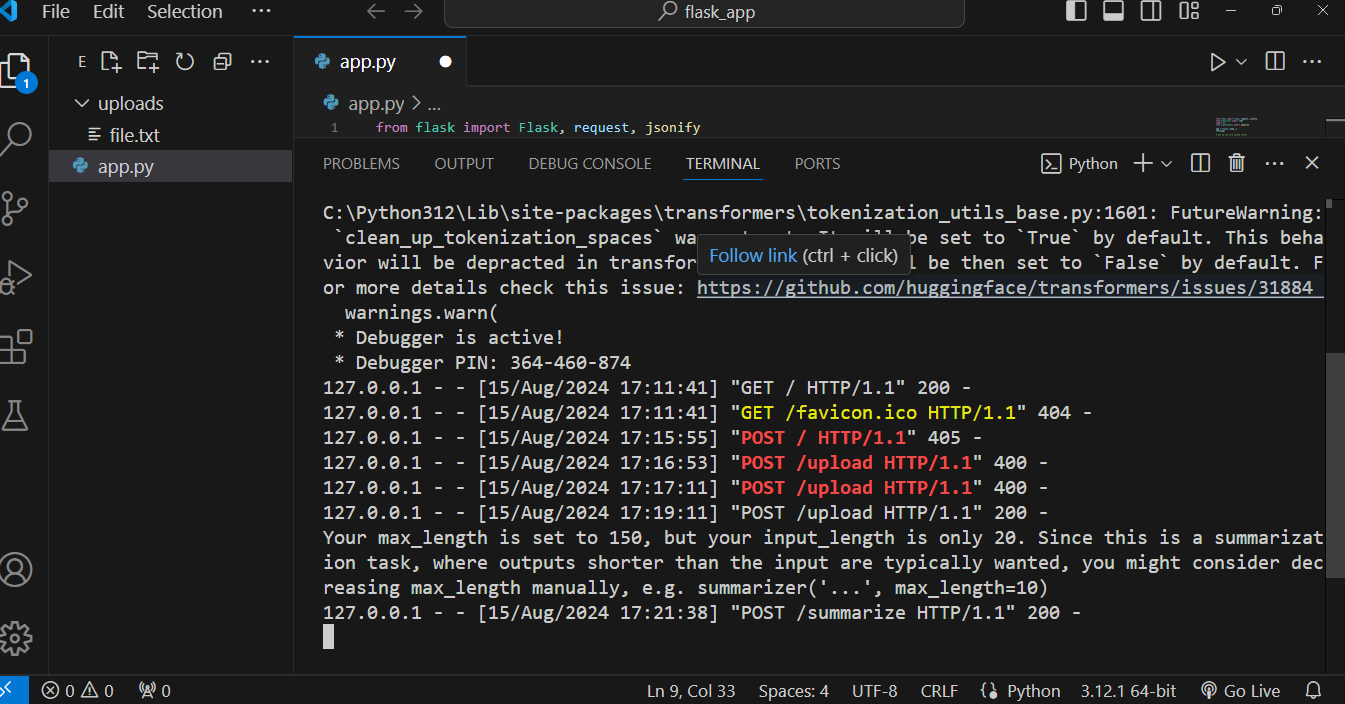 File Edit Selection ··· flask_app
1
E
uploads
file.txt
app.py
app.py
app.py > ...
1 from flask import Flask, request, jsonify
PROBLEMS OUTPUT DEBUG CONSOLE TERMINAL PORTS Python
C:\Python312\Lib\site-packages\transformers\tokenization_utils_base.py:1601: FutureWarning:
`clean_up_tokenization_spaces` wa be set to `True` by default. This beha
Follow link (ctrl + click)
vior will be depracted in transfor be then set to `False` by default. F
or more details check this issue: https://github.com/huggingface/transformers/issues/31884
warnings.warn(
* Debugger is active!
* Debugger PIN: 364-460-874
127.0.0.1 - - [15/Aug/2024 17:11:41] "GET / HTTP/1.1" 200 -
127.0.0.1 - - [15/Aug/2024 17:11:41] "GET /favicon.ico HTTP/1.1" 404 -
127.0.0.1 - - [15/Aug/2024 17:15:55] "POST / HTTP/1.1" 405 -
127.0.0.1 - - [15/Aug/2024 17:16:53] "POST /upload HTTP/1.1" 400 -
127.0.0.1 - - [15/Aug/2024 17:17:11] "POST /upload HTTP/1.1" 400 -
127.0.0.1 - - [15/Aug/2024 17:19:11] "POST /upload HTTP/1.1" 200 -
Your max_length is set to 150, but your input_length is only 20. Since this is a summarizat
ion task, where outputs shorter than the input are typically wanted, you might consider dec
reasing max_length manually, e.g. summarizer('...', max_length=10)
127.0.0.1 - - [15/Aug/2024 17:21:38] "POST /summarize HTTP/1.1" 200 -
0 0 0 Ln 9, Col 33 Spaces: 4 UTF-8 CRLF Python 3.12.1 64-bit Go Live